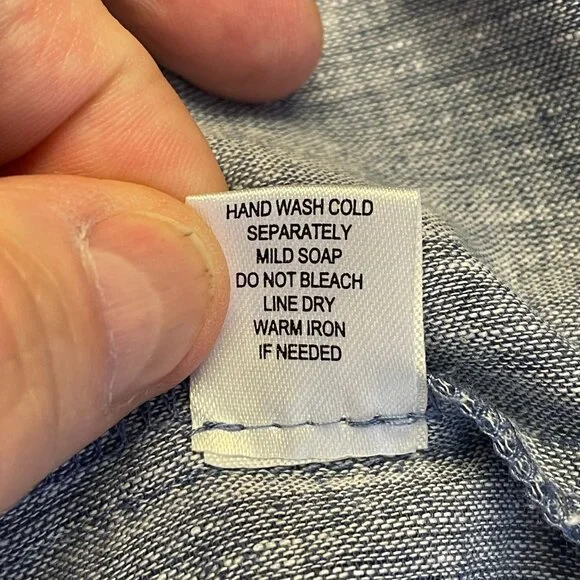 HAND WASH COLD
SEPARATELY
MILD SOAP
DO NOT BLEACH
LINE DRY
WARM IRON
IF NEEDED